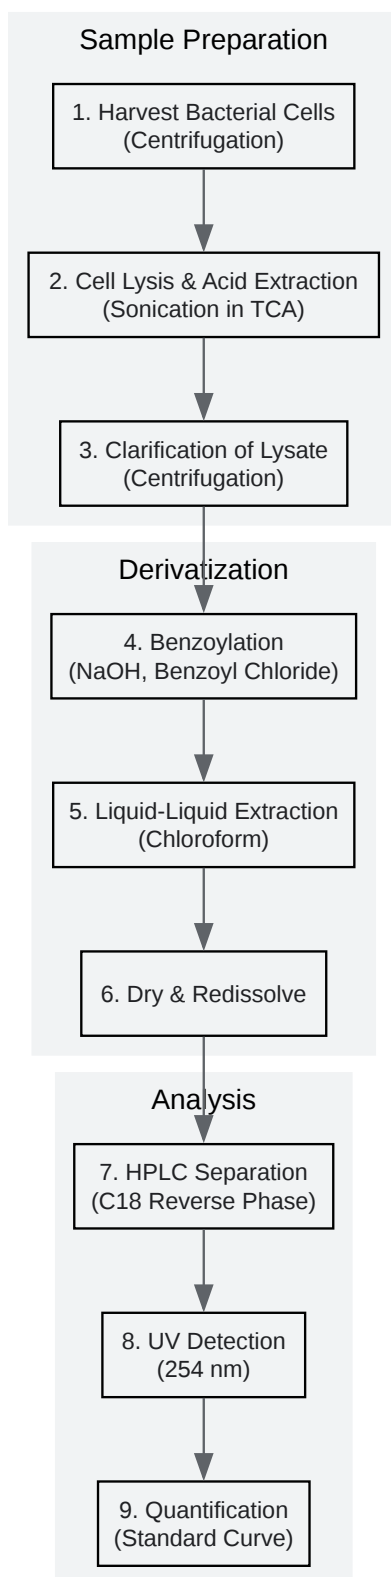 Sample Preparation
1. Harvest Bacterial Cells
(Centrifugation)
2. Cell Lysis & Acid Extraction
(Sonication in TCA)
3. Clarification of Lysate
(Centrifugation)
Derivatization
4. Benzoylation
(NaOH, Benzoyl Chloride)
5. Liquid-Liquid Extraction
(Chloroform)
6. Dry & Redissolve
Analysis
7. HPLC Separation
(C18 Reverse Phase)
8. UV Detection
(254 nm)
9. Quantification
(Standard Curve)